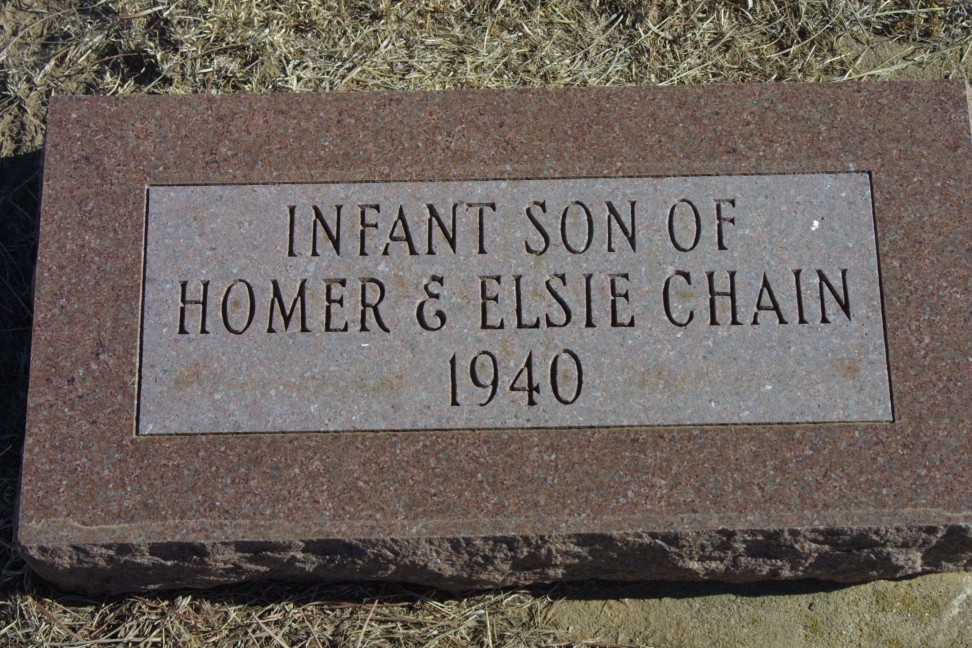 INFANT SON OF
HOMER & ELSIE CHAIN
1940